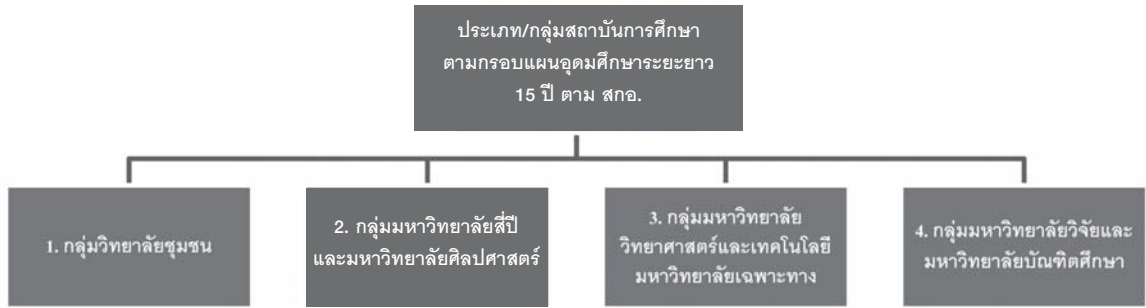 ประเภท/กลุ่มสถาบันการศึกษา
ตามกรอบแผนอุดมศึกษาระยะยาว
15 ปี ตาม สกอ.
1. กลุ่มวิทยาลัยชุมชน
2. กลุ่มมหาวิทยาลัยสี่ปี
และมหาวิทยาลัยศิลปศาสตร์
3. กลุ่มมหาวิทยาลัย
วิทยาศาสตร์และเทคโนโลยี
มหาวิทยาลัยเฉพาะทาง
4. กลุ่มมหาวิทยาลัยวิจัยและ
มหาวิทยาลัยบัณฑิตศึกษา